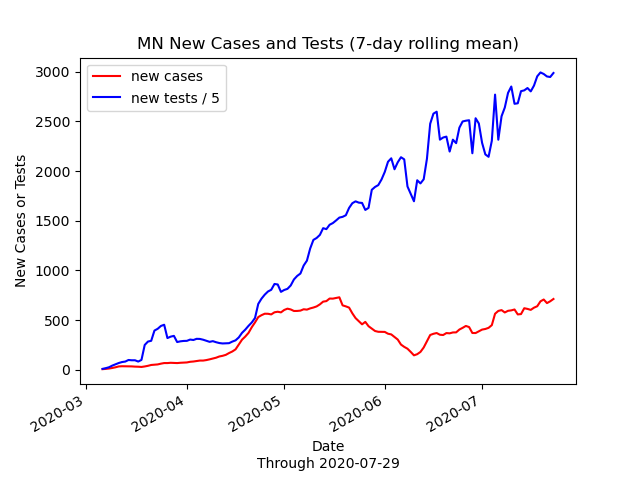 MN New Cases and Tests (7-day rolling mean)
new cases
new tests / 5
New Cases or Tests
3000
2500
2000
1500
1000
500
0
2020-03
2020-04
2020-05
2020-06
2020-07
Date
Through 2020-07-29